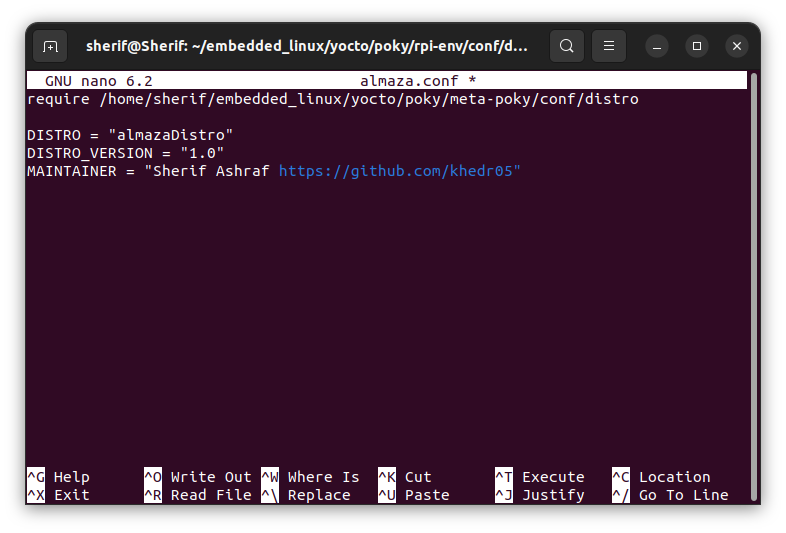 sherif@Sherif: ~/embedded_linux/yocto/poky/rpi-env/conf/d...
GNU nano 6.2 almaza.conf *
require /home/sherif/embedded_linux/yocto/poky/meta-poky/conf/distro
DISTRO = "almazaDistro"
DISTRO_VERSION = "1.0"
MAINTAINER = "Sherif Ashraf https://github.com/khedr05"
^G Help ^O Write Out ^W Where Is ^K Cut ^T Execute ^C Location
^X Exit ^R Read File ^\ Replace ^U Paste ^J Justify ^/ Go To Line